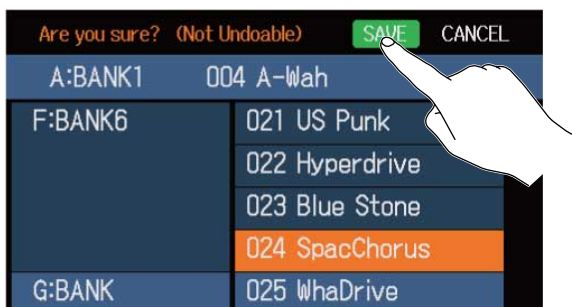 Are you sure? (Not Undoable) SAVE CANCEL
A:BANK1 004 A-Wah
F:BANK6 021 US Punk
022 Hyperdrive
023 Blue Stone
024 SpacChorus
G:BANK 025 WhaDrive